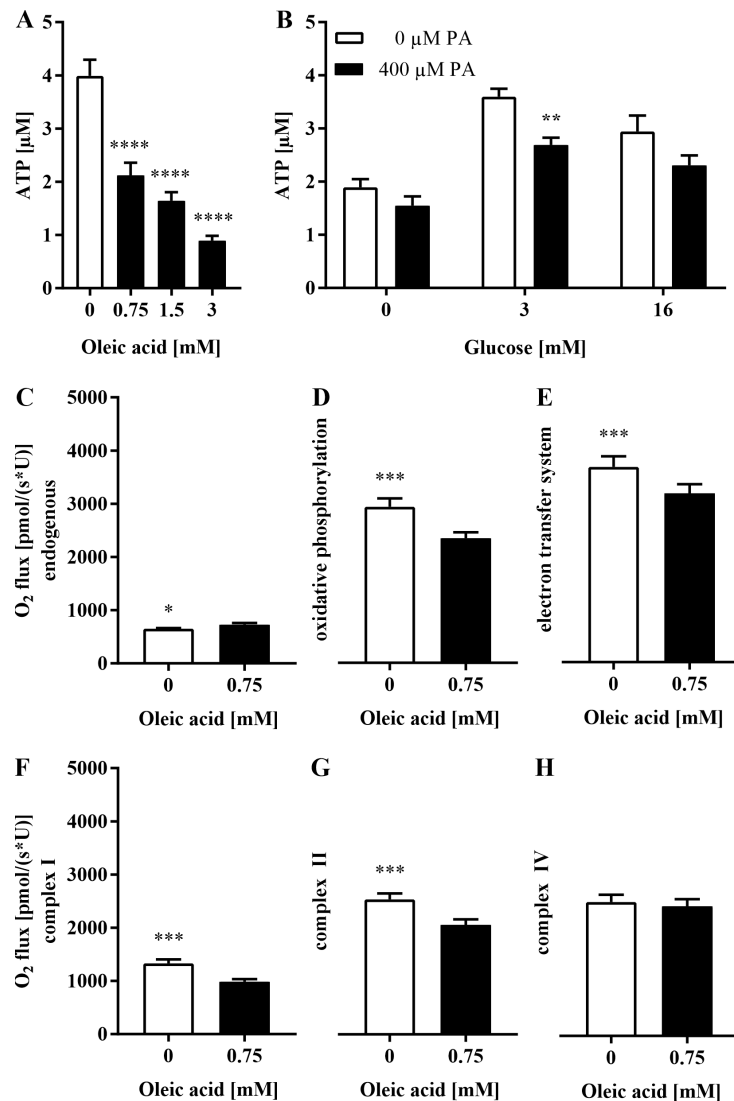 A
ATP [µM]
5
4
3
2
1
0
****
****
****
0 0.75 1.5 3
Oleic acid [mM]
B
0 µM PA
400 µM PA
ATP [µM]
5
4
3
2
1
0
**
0 3 16
Glucose [mM]
C
O2 flux [pmol/(s*U)]
endogenous
5000
4000
3000
2000
1000
0
*
0 0.75
Oleic acid [mM]
D
oxidative phosphorylation
***
0 0.75
Oleic acid [mM]
E
electron transfer system
***
0 0.75
Oleic acid [mM]
F
O2 flux [pmol/(s*U)]
complex I
5000
4000
3000
2000
1000
0
***
0 0.75
Oleic acid [mM]
G
complex II
***
0 0.75
Oleic acid [mM]
H
complex IV
0 0.75
Oleic acid [mM]